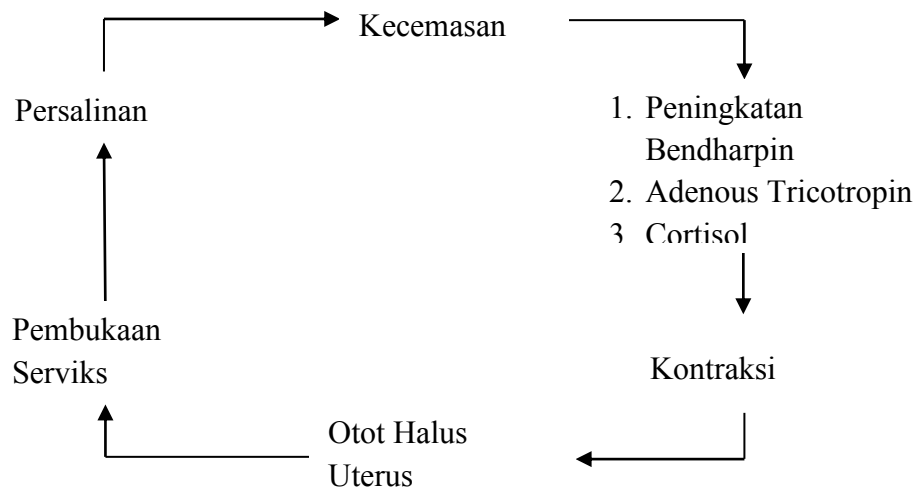 Kecemasan
Persalinan
1. Peningkatan
Bendharpin
2. Adenous Tricotropin
3 Cortisol
Pembukaan
Serviks
Kontraksi
Otot Halus
Uterus